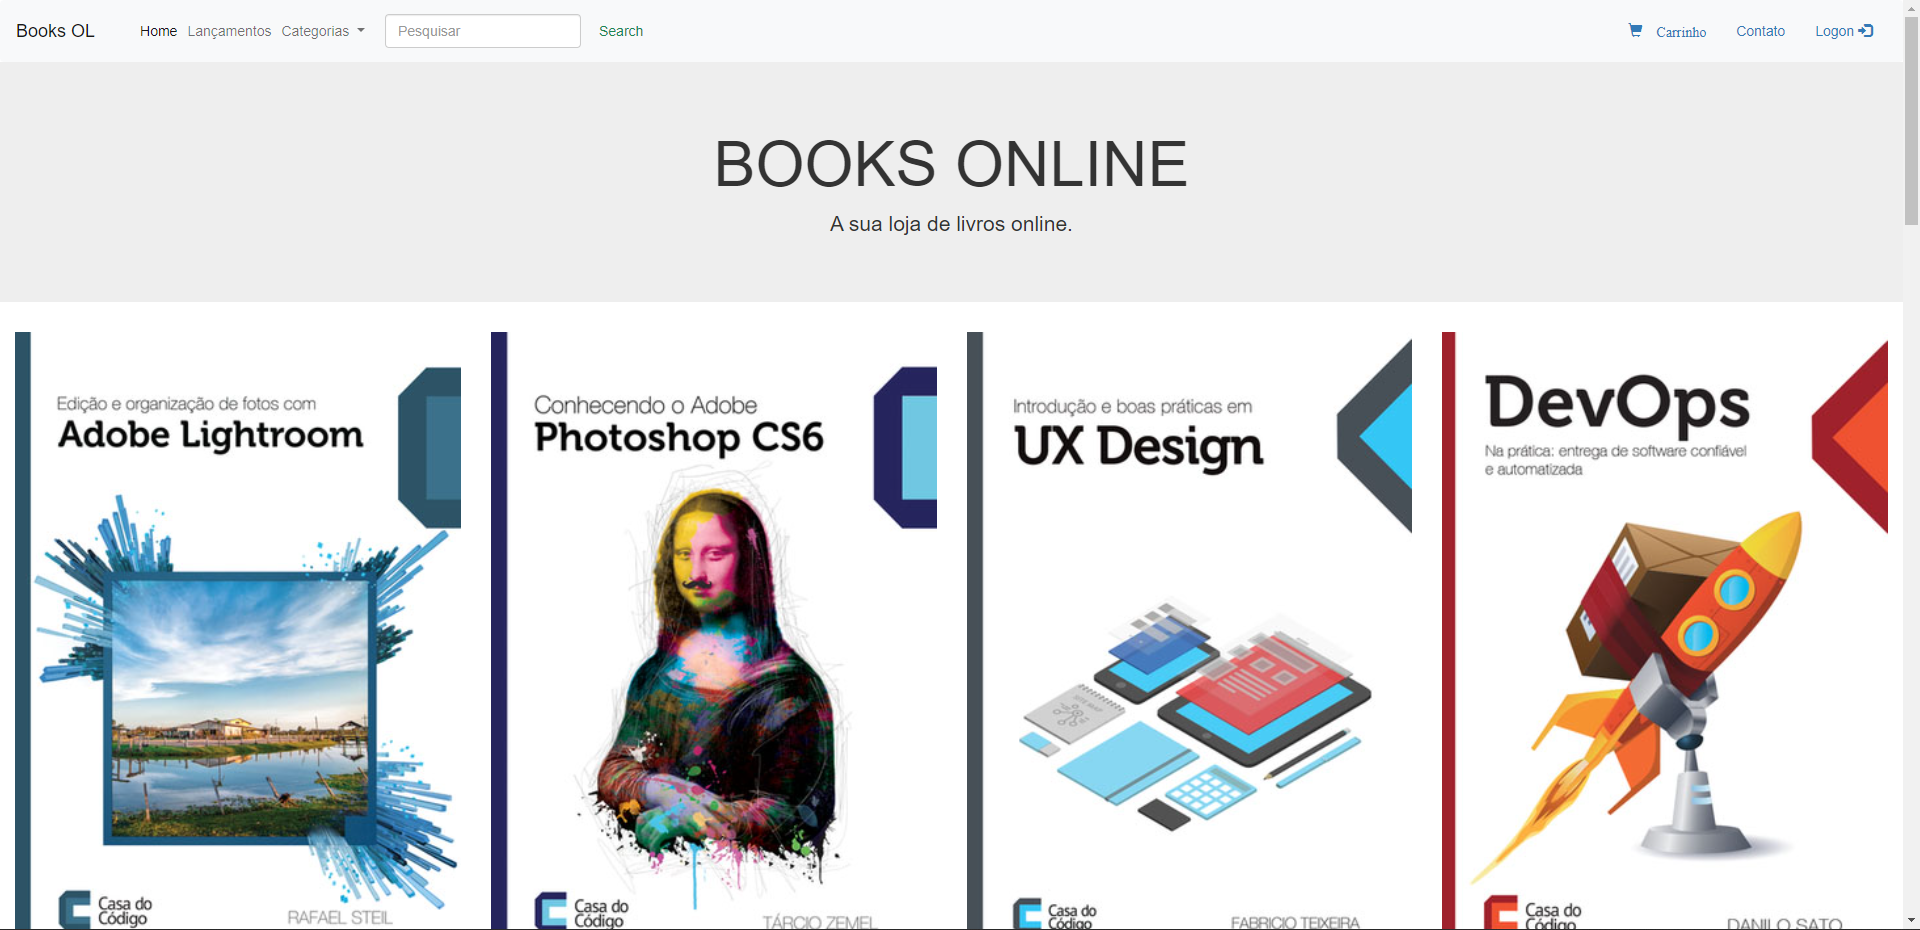 Books OL
Home Lançamentos Categorias
Pesquisar
Search
Carrinho
Contato
Logon
BOOKS ONLINE
A sua loja de livros online.
Edição e organização de fotos com
Adobe Lightroom
Casa do
Código
RAFAEL STEIL
Conhecendo o Adobe
Photoshop CS6
Casa do
Código
TÁRCIO ZEMEL
Introdução e boas práticas em
UX Design
SITE MAP
Casa do
Código
FABRICIO TEIXEIRA
DevOps
Na prática: entrega de software confiável
e automatizada
Casa do
Código
DANILO SATO